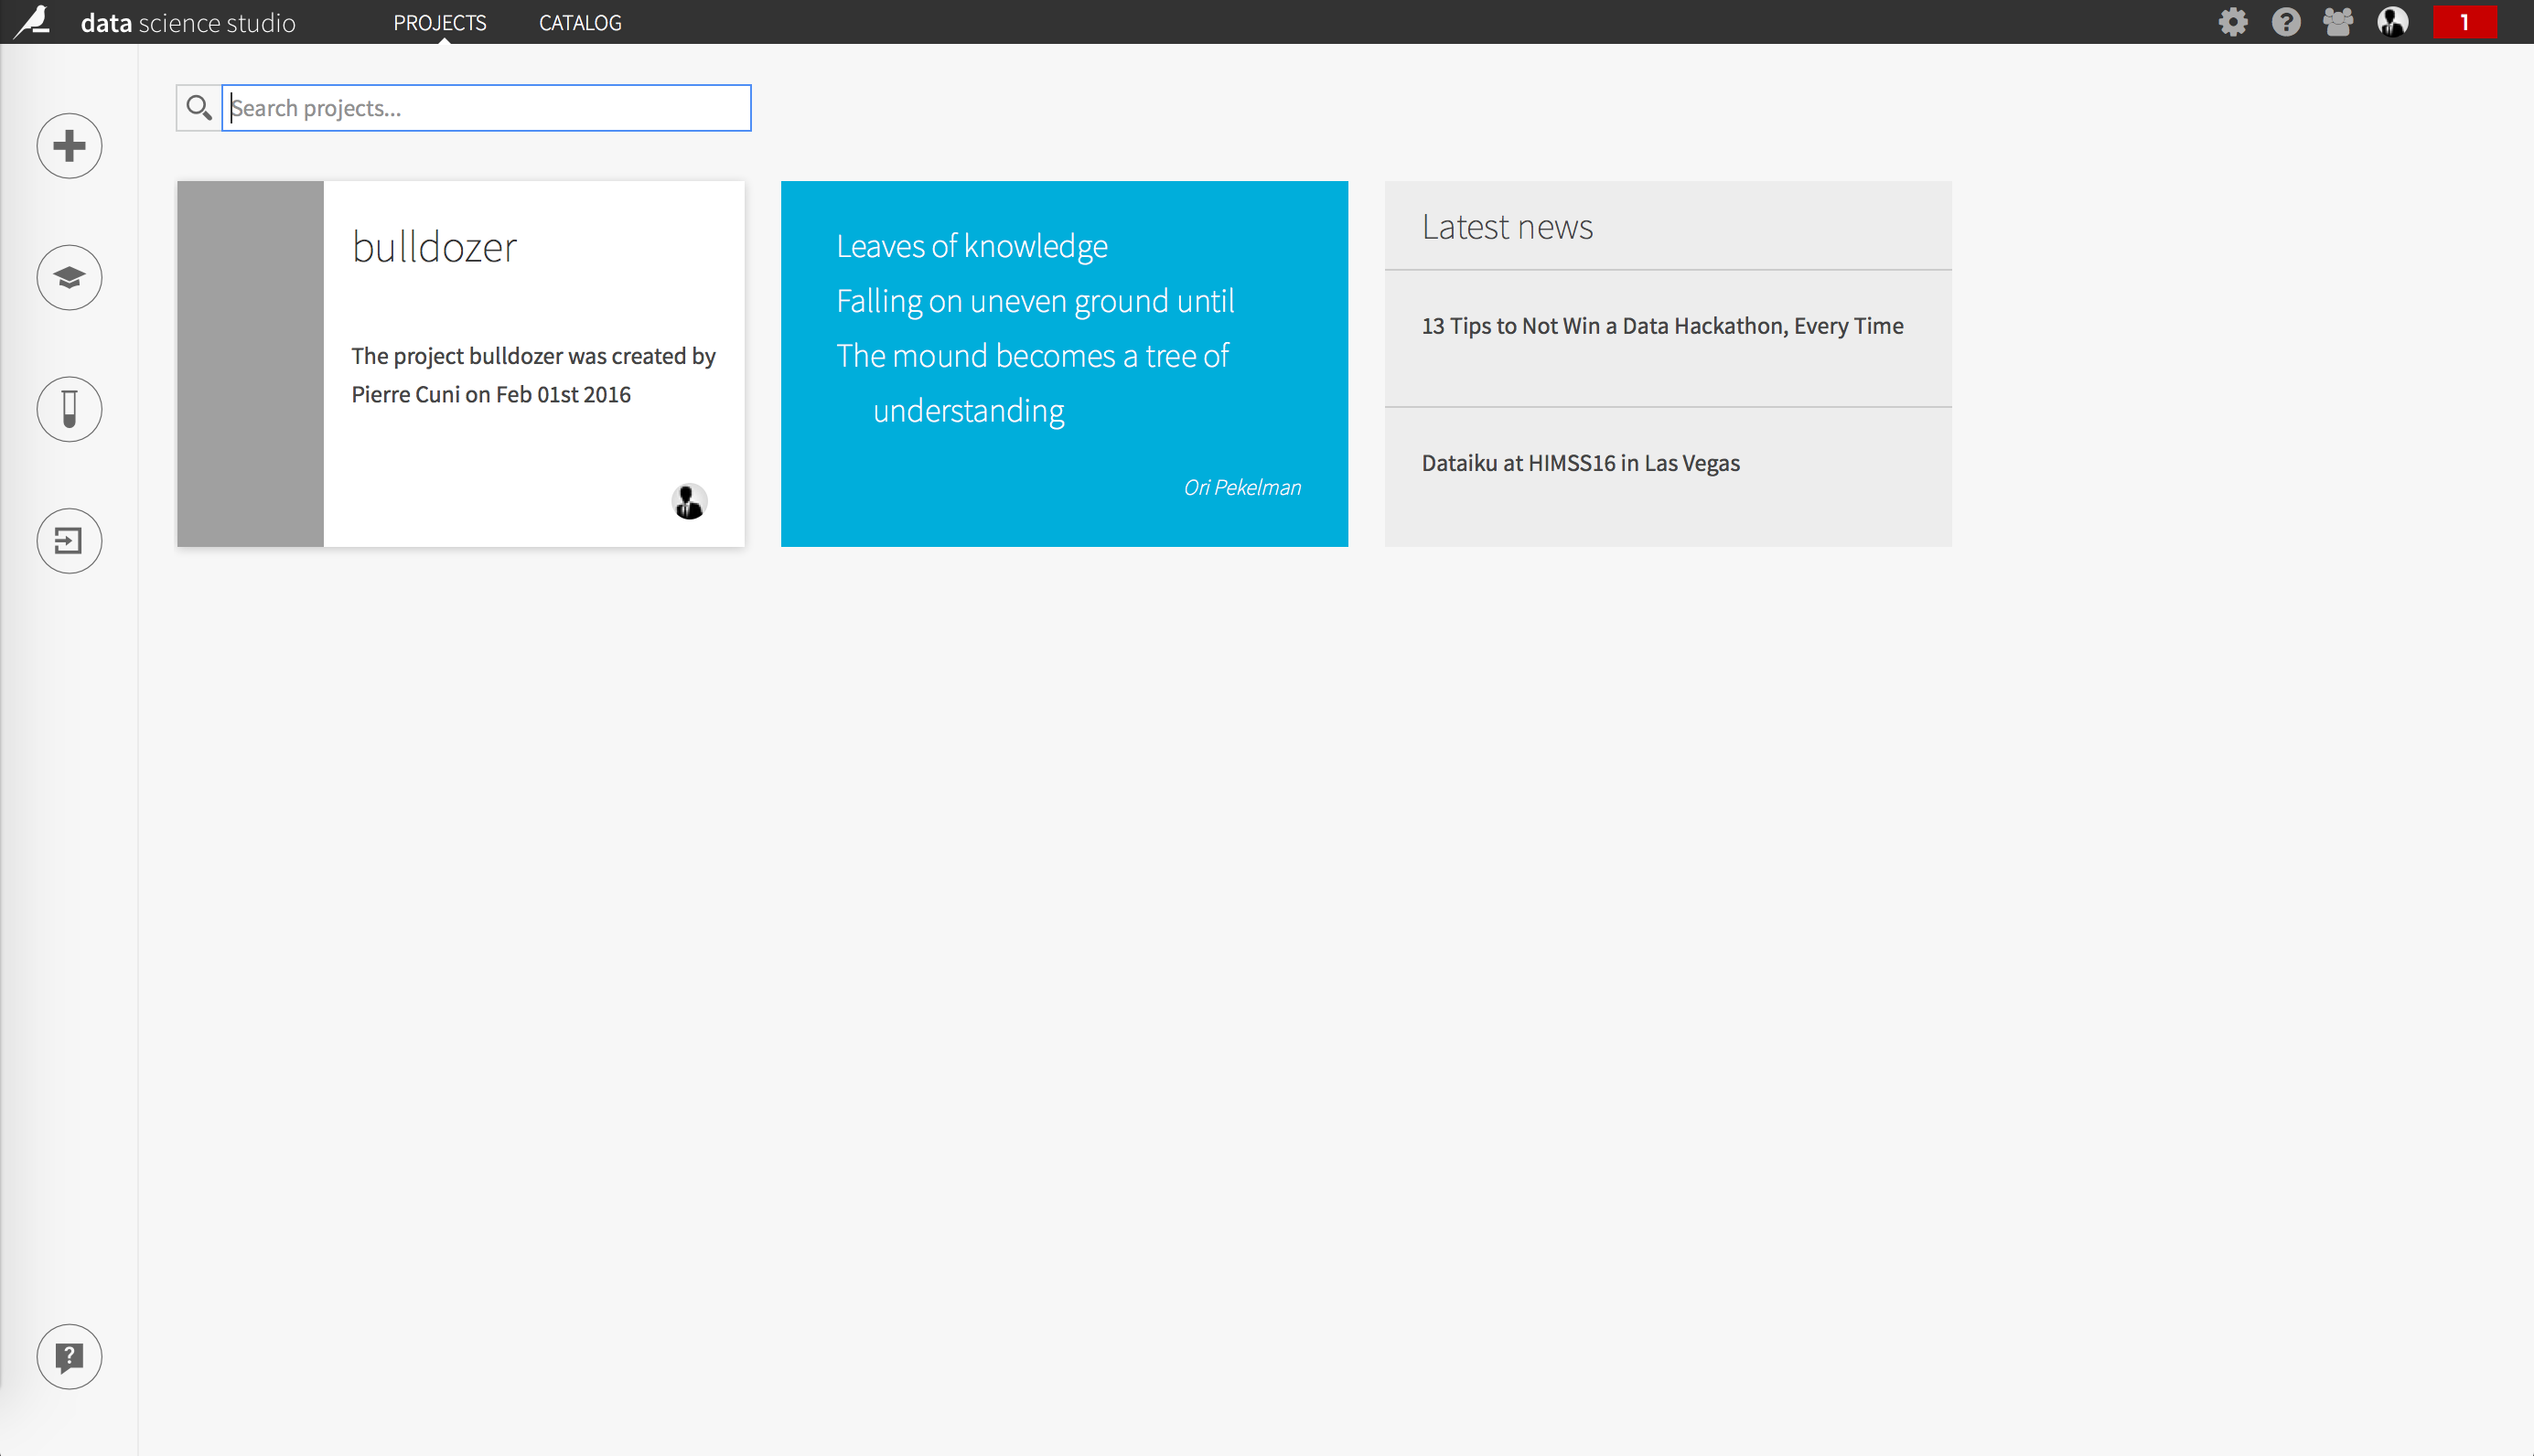 data science studio
PROJECTS
CATALOG
1
Search projects...
bulldozer
The project bulldozer was created by
Pierre Cuni on Feb 01st 2016
Leaves of knowledge
Falling on uneven ground until
The mound becomes a tree of
understanding
Ori Pekelman
Latest news
13 Tips to Not Win a Data Hackathon, Every Time
Dataiku at HIMSS16 in Las Vegas